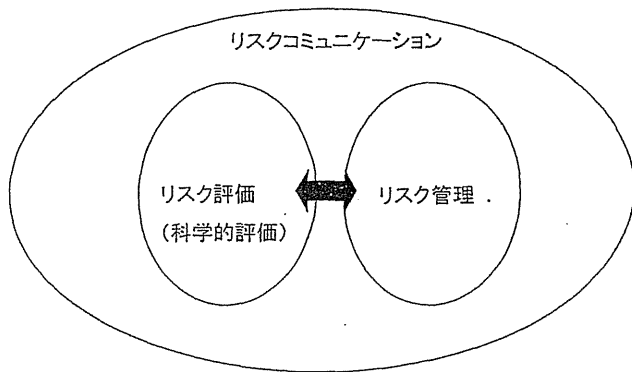 リスクコミュニケーション
リスク評価
(科学的評価)
リスク管理